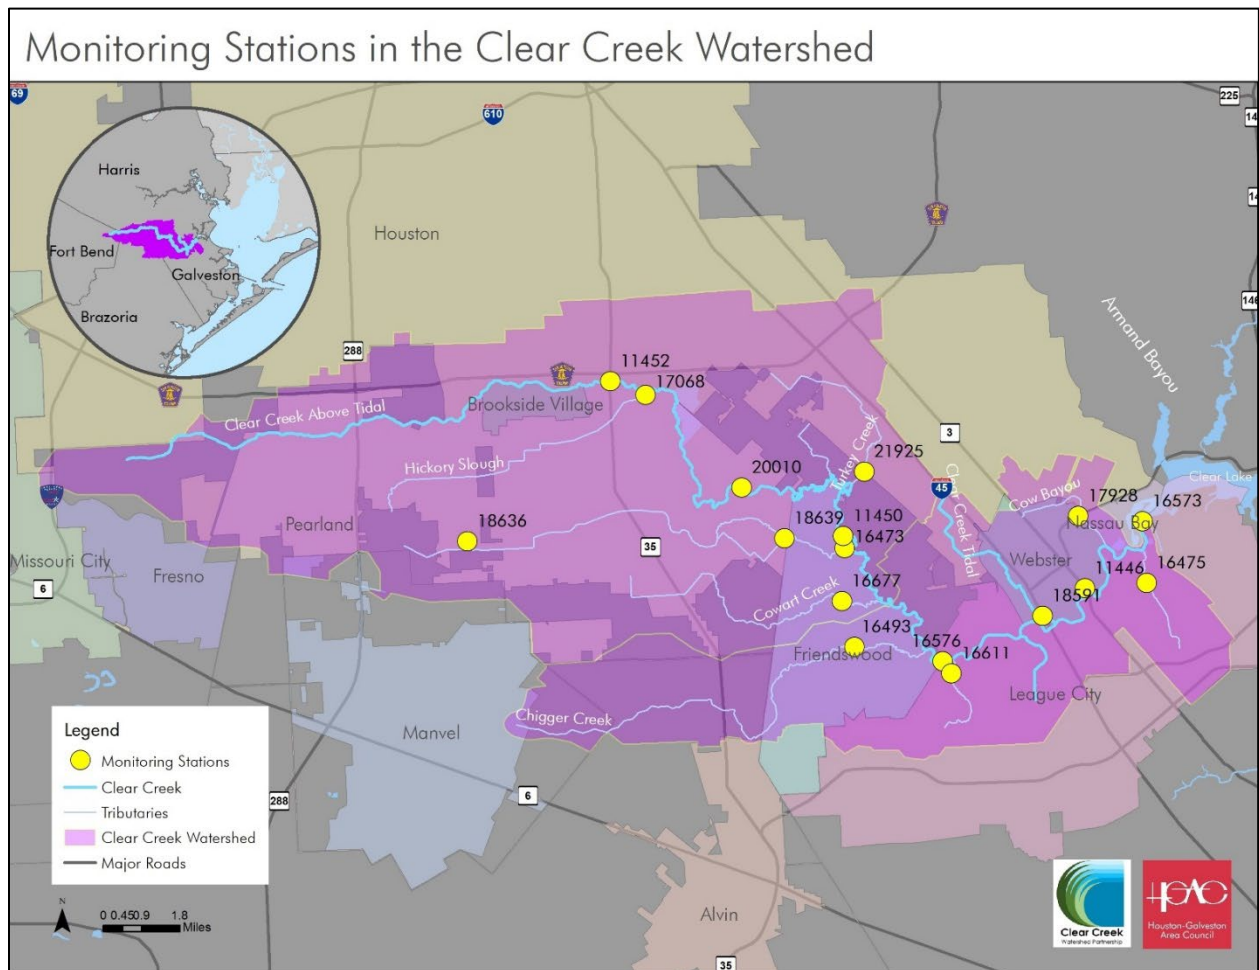 Monitoring Stations in the Clear Creek Watershed
69
610
225
146
Harris
Fort Bend
Galveston
Brazoria
Houston
288
Armand Bayou
11452
17068
Brookside Village
Clear Creek Above Tidal
Hickory Slough
Turkey Creek
3
21925
20010
45
Clear Creek Tidal
Cow Bayou
Clear Lake
17928
16573
Nassau Bay
Pearland
18636
18639
11450
35
16473
Webster
Missouri City
Fresno
6
16677
Cowart Creek
11446
16475
18591
16493
16576
Friendswood
16611
League City
Chigger Creek
Manvel
Legend
Monitoring Stations
Clear Creek
Tributaries
Clear Creek Watershed
Major Roads
288
6
N
0 0.450.9 1.8
Miles
Alvin
35
Clear Creek
Watershed Partnership
Houston-Galveston
Area Council